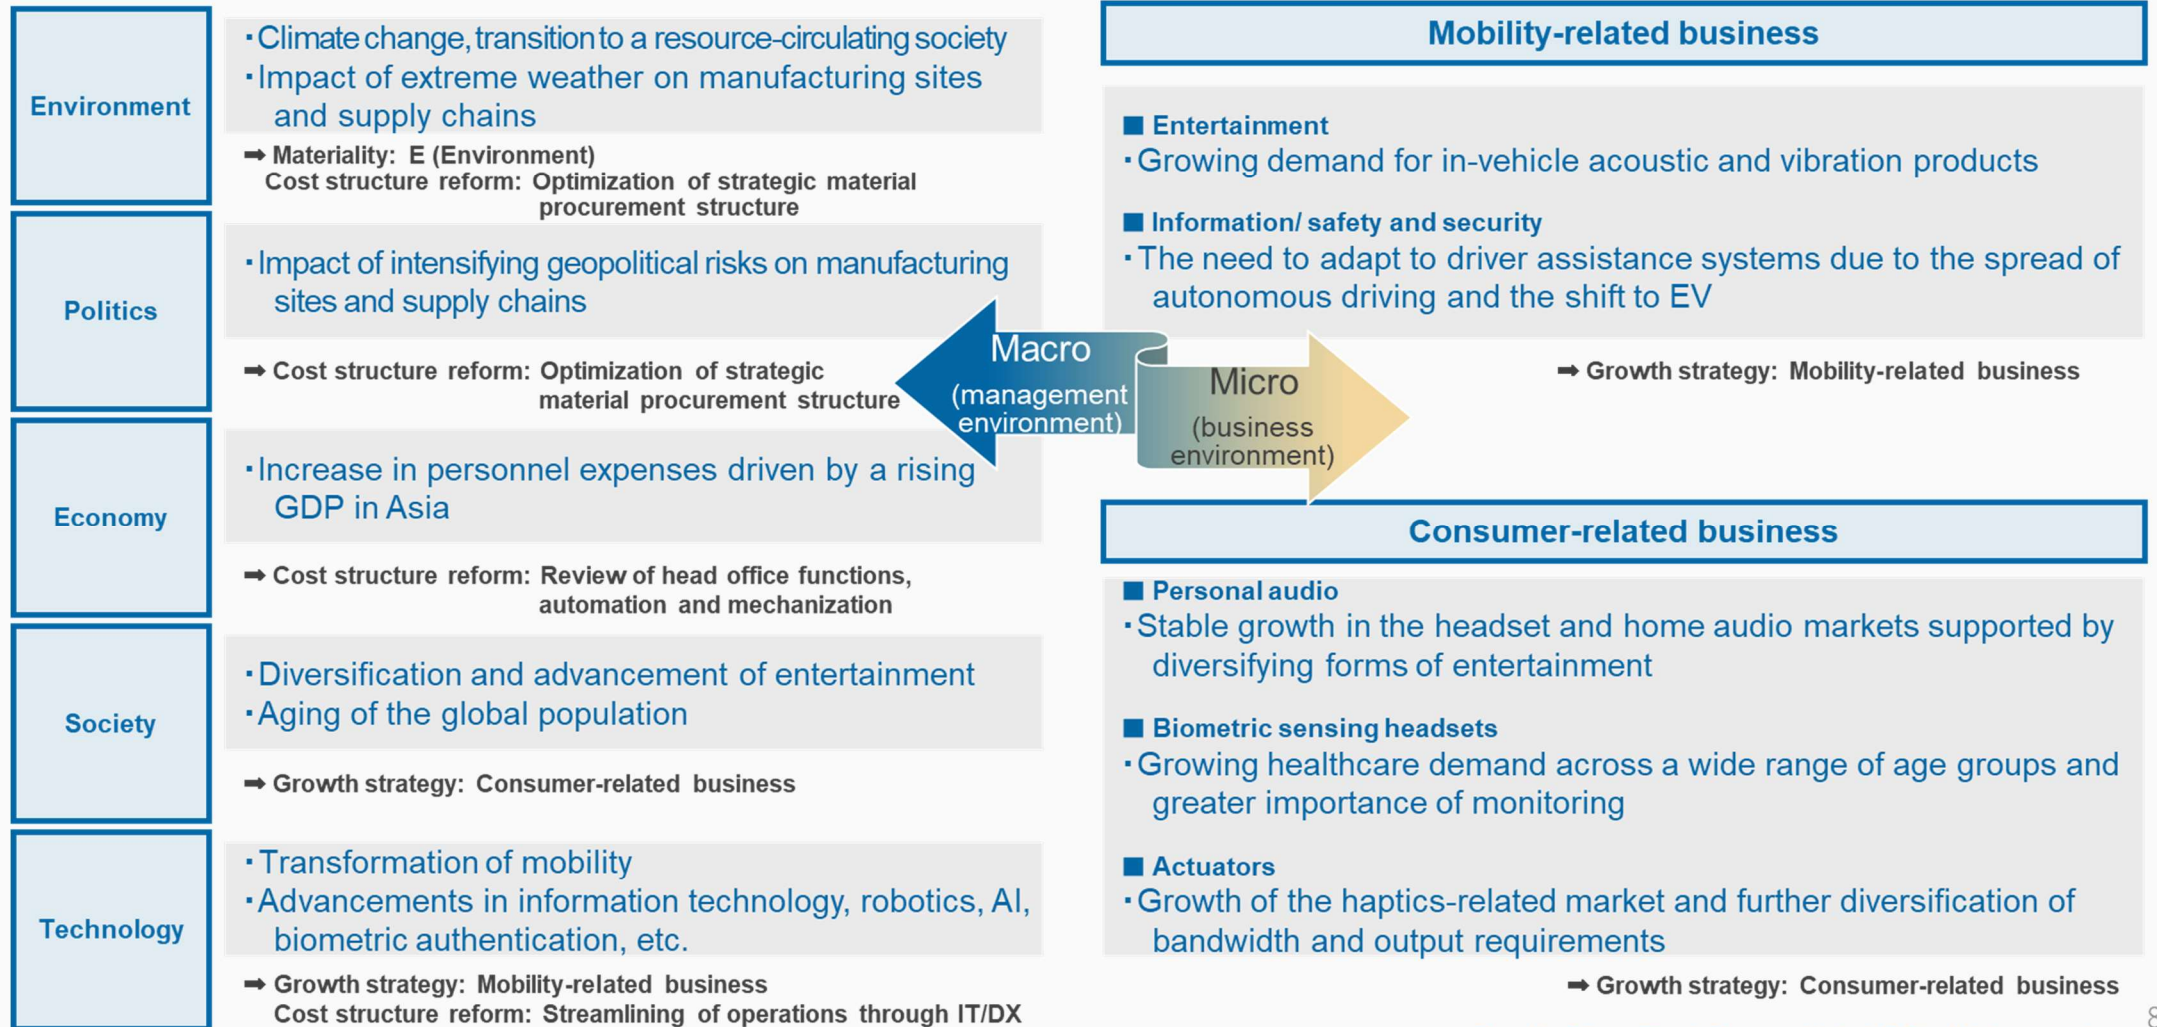 Environment
・Climate change, transition to a resource-circulating society
・Impact of extreme weather on manufacturing sites
and supply chains
➡ Materiality: E (Environment)
Cost structure reform: Optimization of strategic material
procurement structure
Politics
・Impact of intensifying geopolitical risks on manufacturing
sites and supply chains
➡ Cost structure reform: Optimization of strategic
material procurement structure
Economy
・Increase in personnel expenses driven by a rising
GDP in Asia
➡ Cost structure reform: Review of head office functions,
automation and mechanization
Society
・Diversification and advancement of entertainment
・Aging of the global population
➡ Growth strategy: Consumer-related business
Technology
・Transformation of mobility
・Advancements in information technology, robotics, AI,
biometric authentication, etc.
➡ Growth strategy: Mobility-related business
Cost structure reform: Streamlining of operations through IT/DX
Macro
(management
environment)
Micro
(business
environment)
Mobility-related business
■ Entertainment
・Growing demand for in-vehicle acoustic and vibration products
■ Information/ safety and security
・The need to adapt to driver assistance systems due to the spread of
autonomous driving and the shift to EV
➡ Growth strategy: Mobility-related business
Consumer-related business
■ Personal audio
・Stable growth in the headset and home audio markets supported by
diversifying forms of entertainment
■ Biometric sensing headsets
・Growing healthcare demand across a wide range of age groups and
greater importance of monitoring
■ Actuators
・Growth of the haptics-related market and further diversification of
bandwidth and output requirements
➡ Growth strategy: Consumer-related business
8